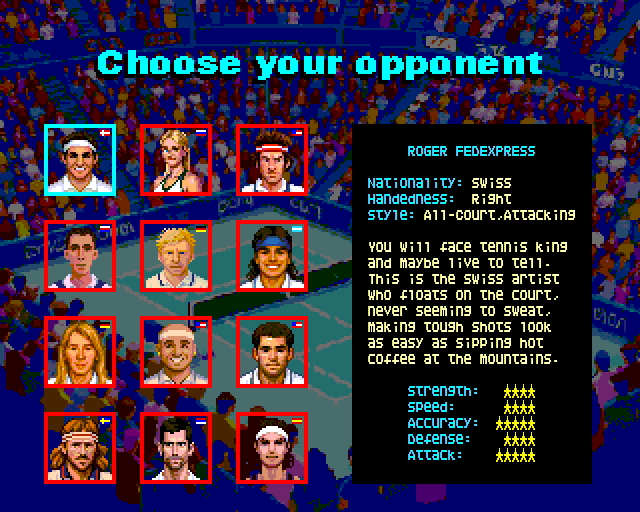 Choose your opponent
ROGER FEDEXPRESS
Nationality: Swiss
Handedness: Right
Style: All-Court,Attacking
You will face tennis king
and maybe live to tell.
This is the swiss artist
who floats on the court,
never seeming to sweat,
making tough shots look
as easy as sipping hot
coffee at the mountains.
Strength:
Speed:
Accuracy:
Defense:
Attack: